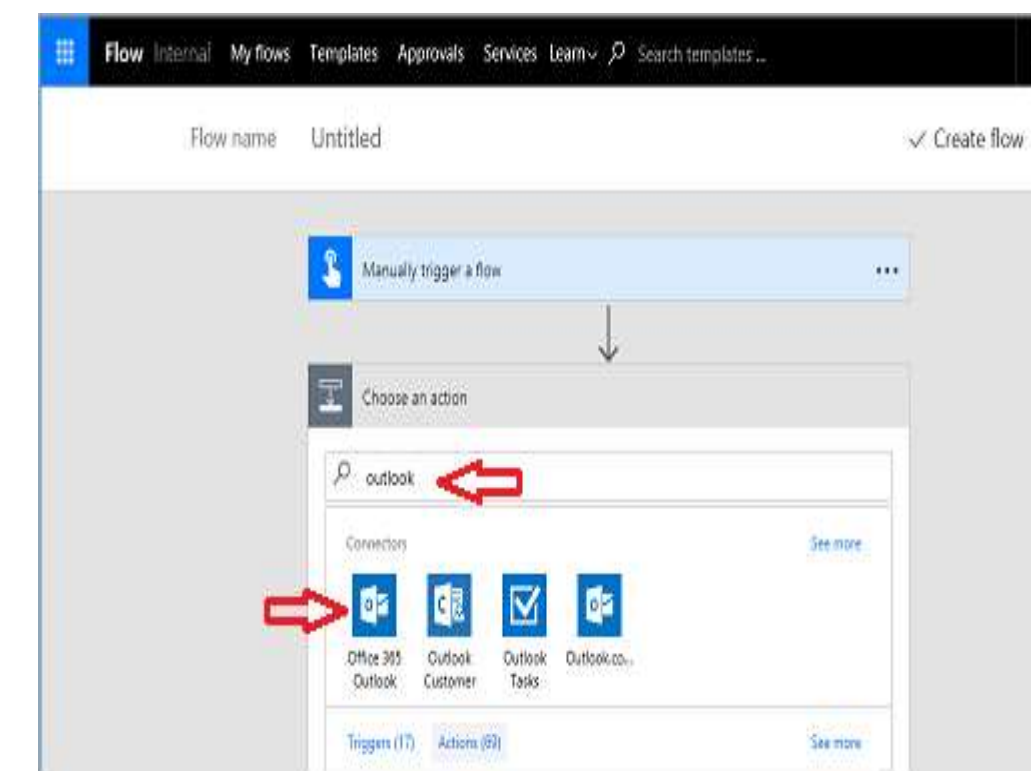 Flow Internal My flows Templates Approvals Services Learn Search templates ...
Flow name Untitled Create flow
Manually trigger a flow
Choose an action
outlook
Connectors See more
Office 365 Outlook Outlook Outlook.co...
Outlook Customer Tasks
Triggers (17) Actions (69) See more